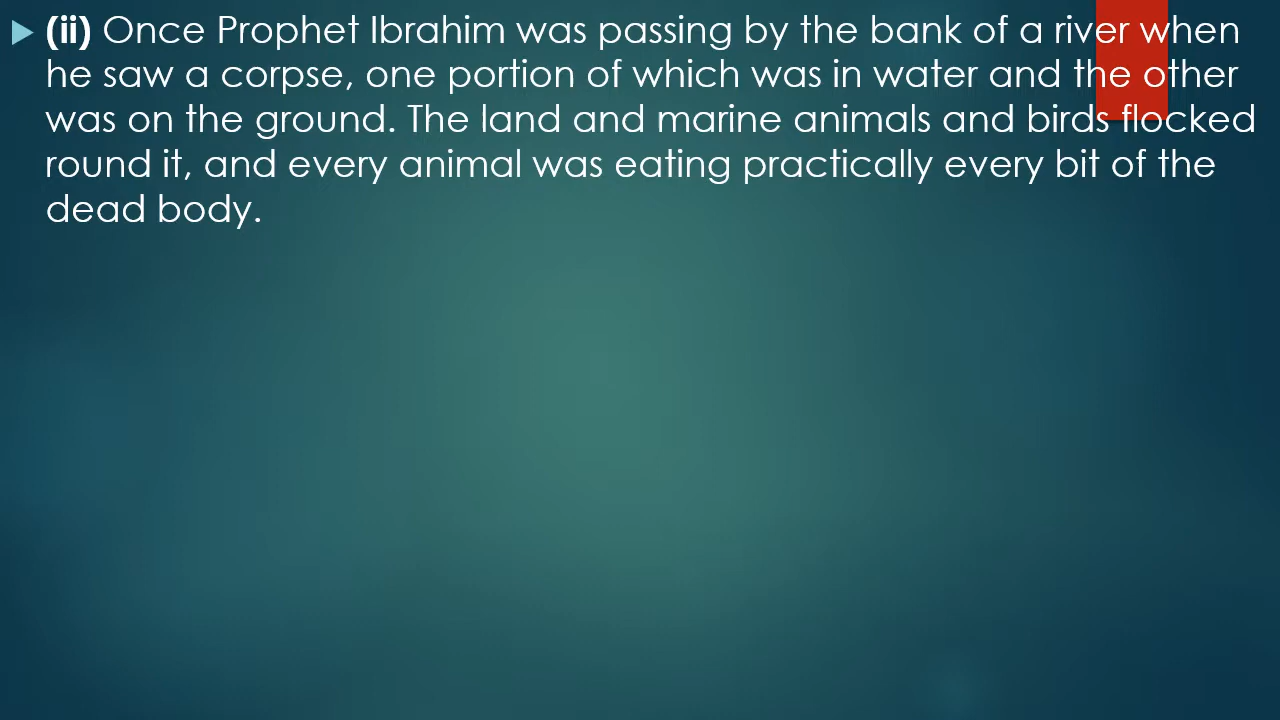 (ii) Once Prophet Ibrahim was passing by the bank of a river when
he saw a corpse, one portion of which was in water and the other
was on the ground. The land and marine animals and birds flocked
round it, and every animal was eating practically every bit of the
dead body.